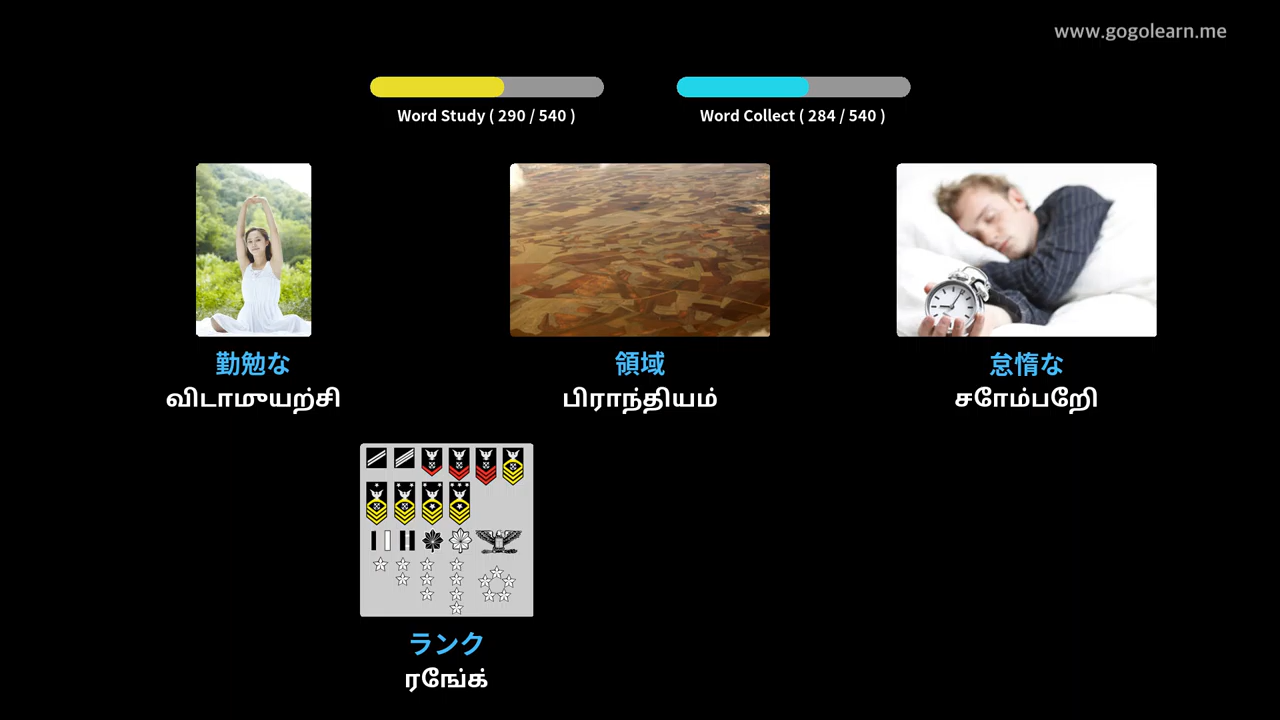 www.gogolearn.me
Word Study ( 290 / 540 )
Word Collect ( 284 / 540 )
勤勉な
விடாமுயற்சி
領域
பிராந்தியம்
怠惰な
சோம்பேறி
ランク
ரேங்க்